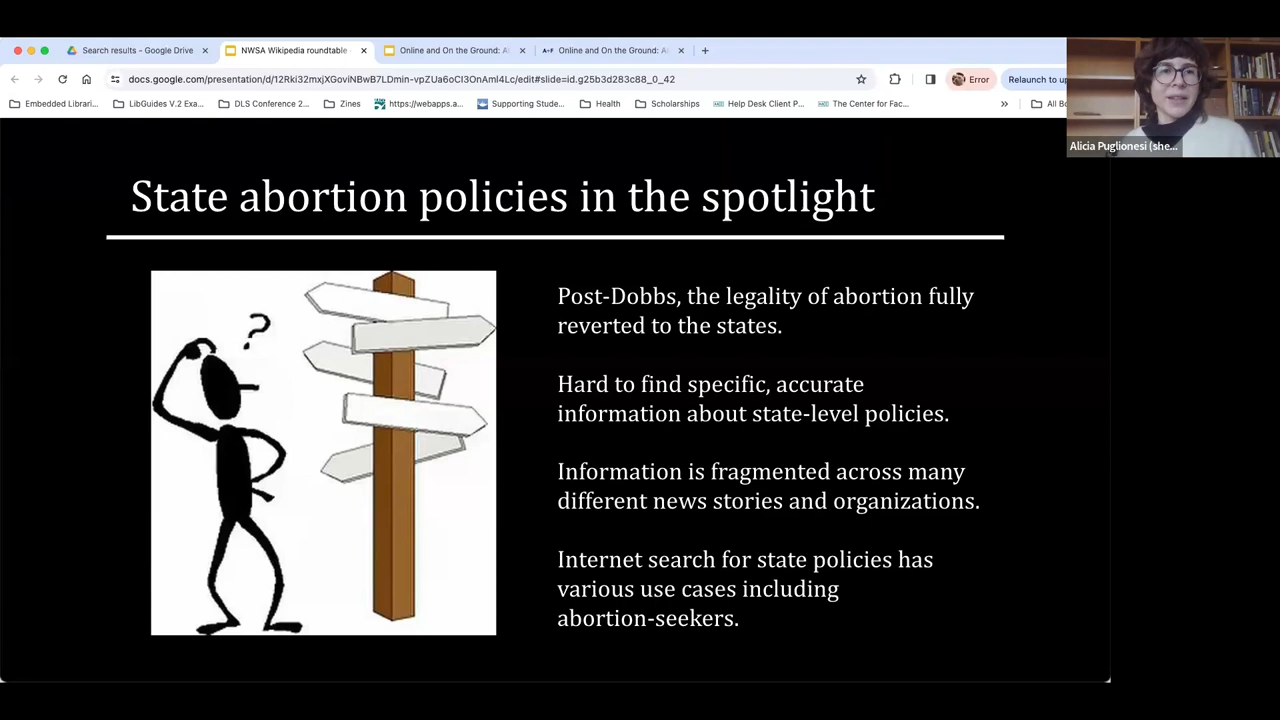 Search results - Google Drive
NWSA Wikipedia roundtable -
Online and On the Ground: A
A+F Online and On the Ground: A
docs.google.com/presentation/d/12Rki32mxjXGoviNBwB7LDmin-vpZUa6oCI3OnAml4Lc/edit#slide=id.g25b3d283c88_0_42
Error
Relaunch to up
Embedded Librari...
LibGuides V.2 Exa...
DLS Conference 2...
Zines
https://webapps.a...
Supporting Stude...
Health
Scholarships
Help Desk Client P...
The Center for Fac...
»
All Bo
Alicia Puglionesi (she...
State abortion policies in the spotlight
?
Post-Dobbs, the legality of abortion fully
reverted to the states.
Hard to find specific, accurate
information about state-level policies.
Information is fragmented across many
different news stories and organizations.
Internet search for state policies has
various use cases including
abortion-seekers.